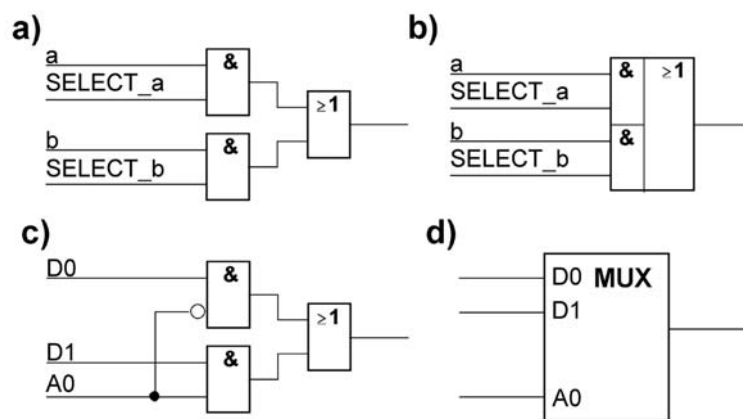 a)
a
SELECT_a
&
≥1
b
SELECT_b
&
b)
a
SELECT_a
& ≥1
b
SELECT_b
&
c)
D0
&
≥1
D1
A0
&
d)
D0 MUX
D1
A0